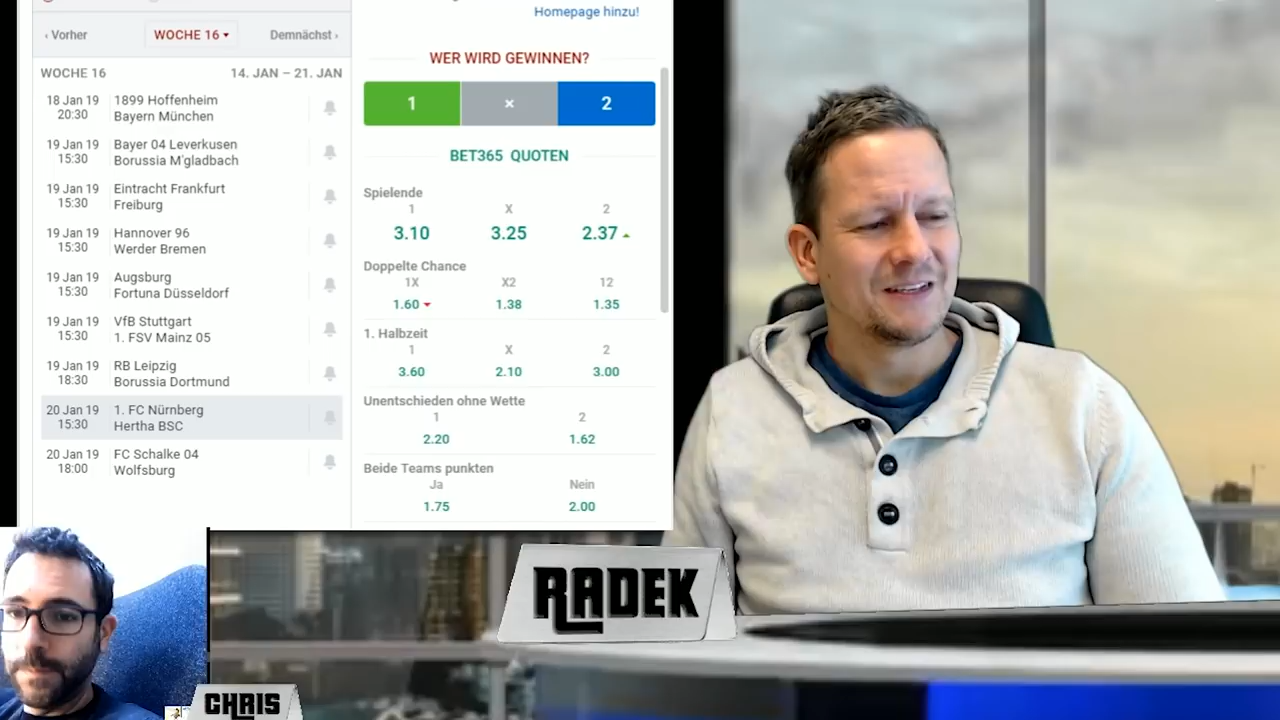 ‹ Vorher
WOCHE 16
Demnächst ›
WOCHE 16
14. JAN – 21. JAN
18 Jan 19
20:30
1899 Hoffenheim
Bayern München
19 Jan 19
15:30
Bayer 04 Leverkusen
Borussia M'gladbach
19 Jan 19
15:30
Eintracht Frankfurt
Freiburg
19 Jan 19
15:30
Hannover 96
Werder Bremen
19 Jan 19
15:30
Augsburg
Fortuna Düsseldorf
19 Jan 19
15:30
VfB Stuttgart
1. FSV Mainz 05
19 Jan 19
18:30
RB Leipzig
Borussia Dortmund
20 Jan 19
15:30
1. FC Nürnberg
Hertha BSC
20 Jan 19
18:00
FC Schalke 04
Wolfsburg
Homepage hinzu!
WER WIRD GEWINNEN?
1 × 2
BET365 QUOTEN
Spielende
1 X 2
3.10 3.25 2.37
Doppelte Chance
1X X2 12
1.60 1.38 1.35
1. Halbzeit
1 X 2
3.60 2.10 3.00
Unentschieden ohne Wette
1 2
2.20 1.62
Beide Teams punkten
Ja Nein
1.75 2.00
RADEK
CHRIS